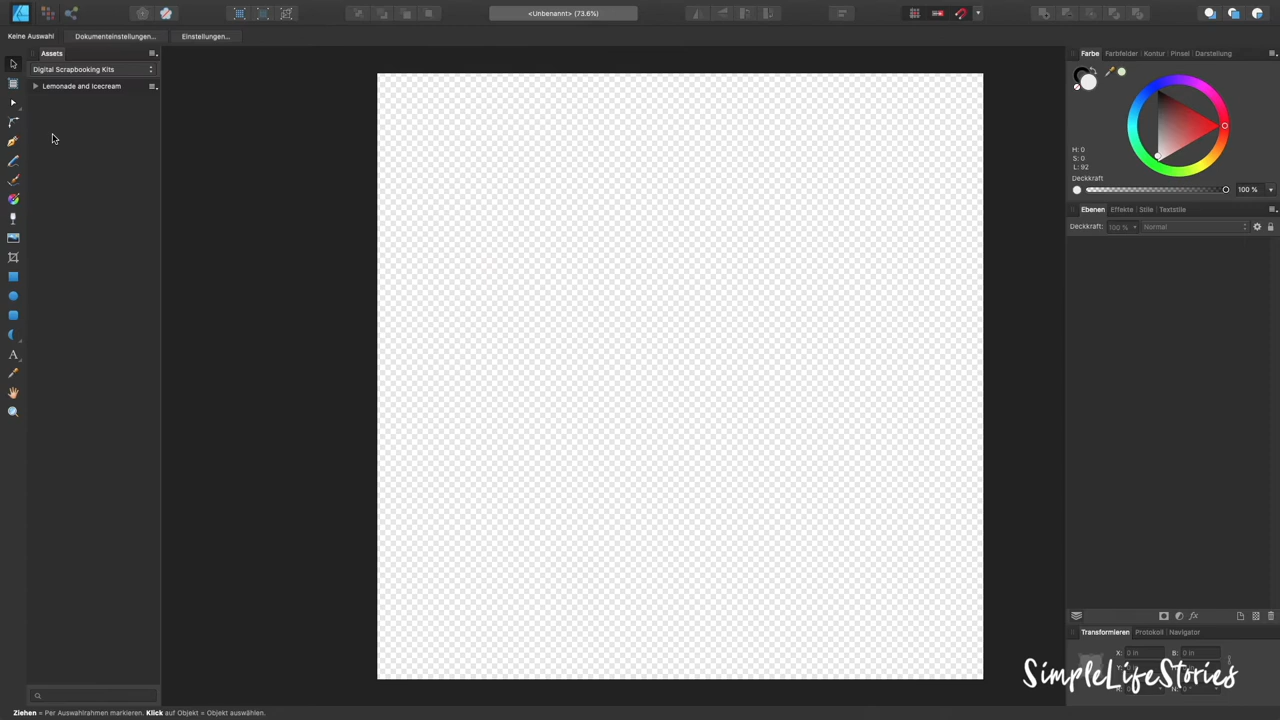 <Unbenannt> (73.6%)
Keine Auswahl Dokumenteinstellungen... Einstellungen...
Assets
Digital Scrapbooking Kits
Lemonade and Icecream
Farbe Farbfelder Kontur Pinsel Darstellung
H: 0
S: 0
L: 92
Deckkraft
100 %
Ebenen Effekte Stile Textstile
Deckkraft: 100 % Normal
fx
Transformieren Protokoll Navigator
X: 0 in B: 0 in
SimpleLifeStories
Ziehen = Per Auswahlrahmen markieren. Klick auf Objekt = Objekt auswählen.